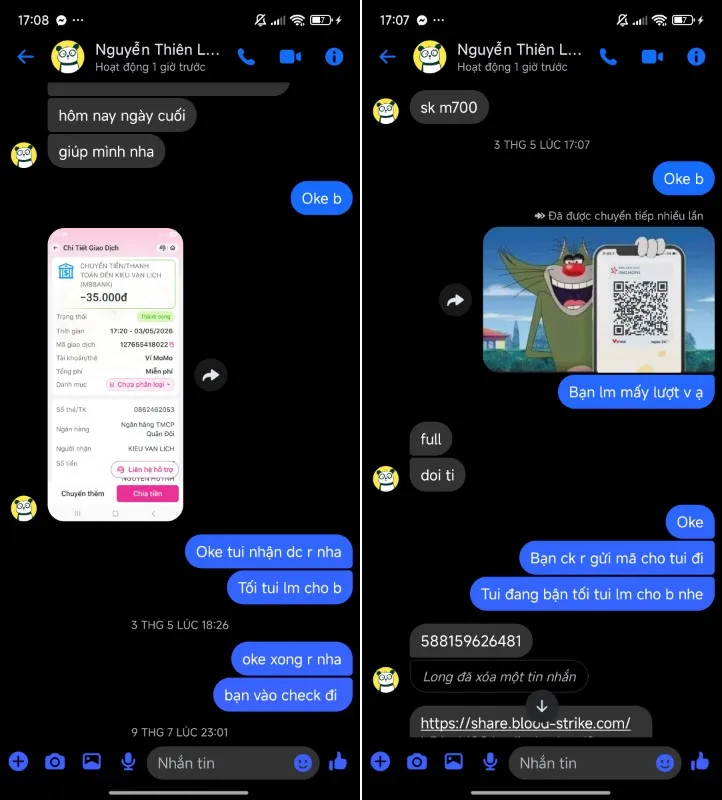 17:08
7
Nguyễn Thiên L...
Hoạt động 1 giờ trước
hôm nay ngày cuối
giúp mình nha
Oke b
Chi Tiết Giao Dịch
CHUYỂN TIỀN/THANH
TOÁN ĐẾN KIEU VAN LICH
(MBBANK)
-35.000đ
Trạng thái
Thành công
Thời gian
17:20 - 03/05/2026
Mã giao dịch
127655418022
Tài khoản/thẻ
Ví MoMo
Tổng phí
Miễn phí
Danh mục
Chưa phân loại
Số thẻ/TK
0862462053
Ngân hàng
Ngân hàng TMCP
Quân Đội
Người nhận
KIEU VAN LICH
Số tiền
Liên hệ hỗ trợ
NGUYEN HUYNH
Chuyển thêm
Chia tiền
Oke tui nhận dc r nha
Tối tui lm cho b
3 THG 5 LÚC 18:26
oke xong r nha
bạn vào check đi
9 THG 7 LÚC 23:01
Nhắn tin
17:07
7
Nguyễn Thiên L...
Hoạt động 1 giờ trước
sk m700
3 THG 5 LÚC 17:07
Oke b
Đã được chuyển tiếp nhiều lần
Bạn lm mấy lượt v ạ
full
doi ti
Oke
Bạn ck r gửi mã cho tui đi
Tui đang bận tối tui lm cho b nhe
588159626481
Long đã xóa một tin nhắn
https://share.blood-strike.com/
Nhắn tin